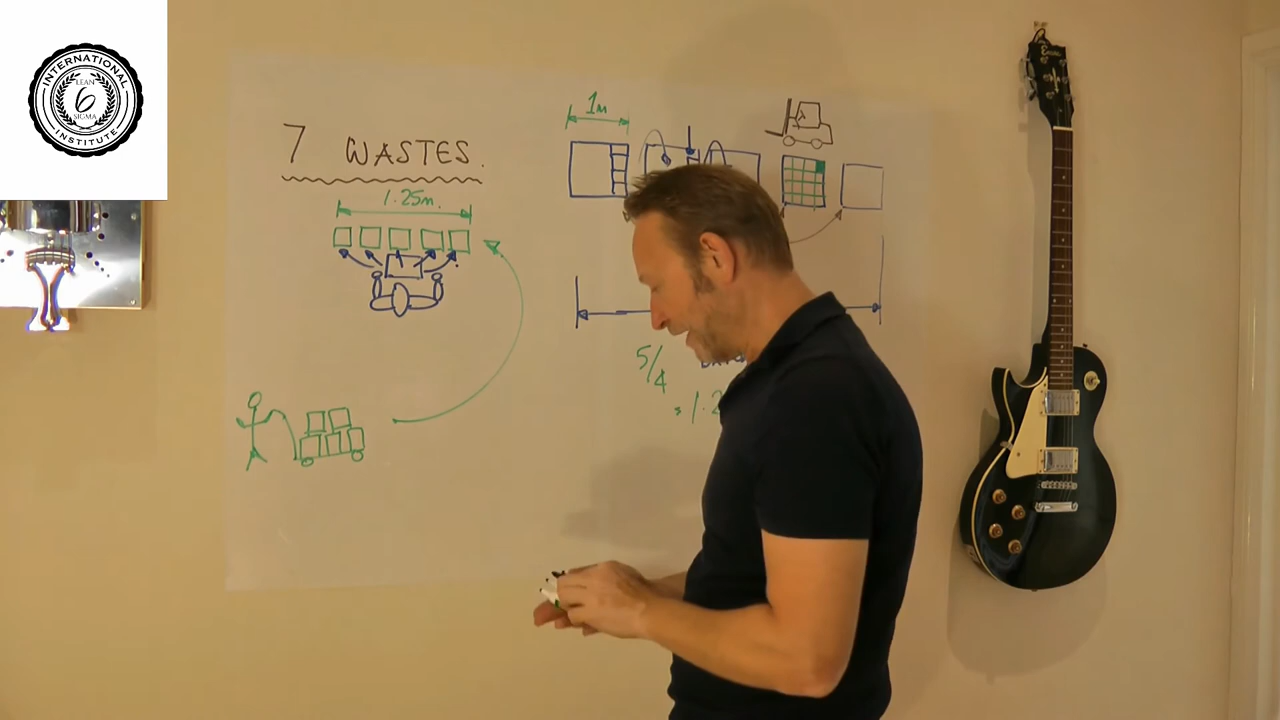 INTERNATIONAL
LEAN
6
SIGMA
INSTITUTE
7 WASTES.
1.25m.
1m
5/4